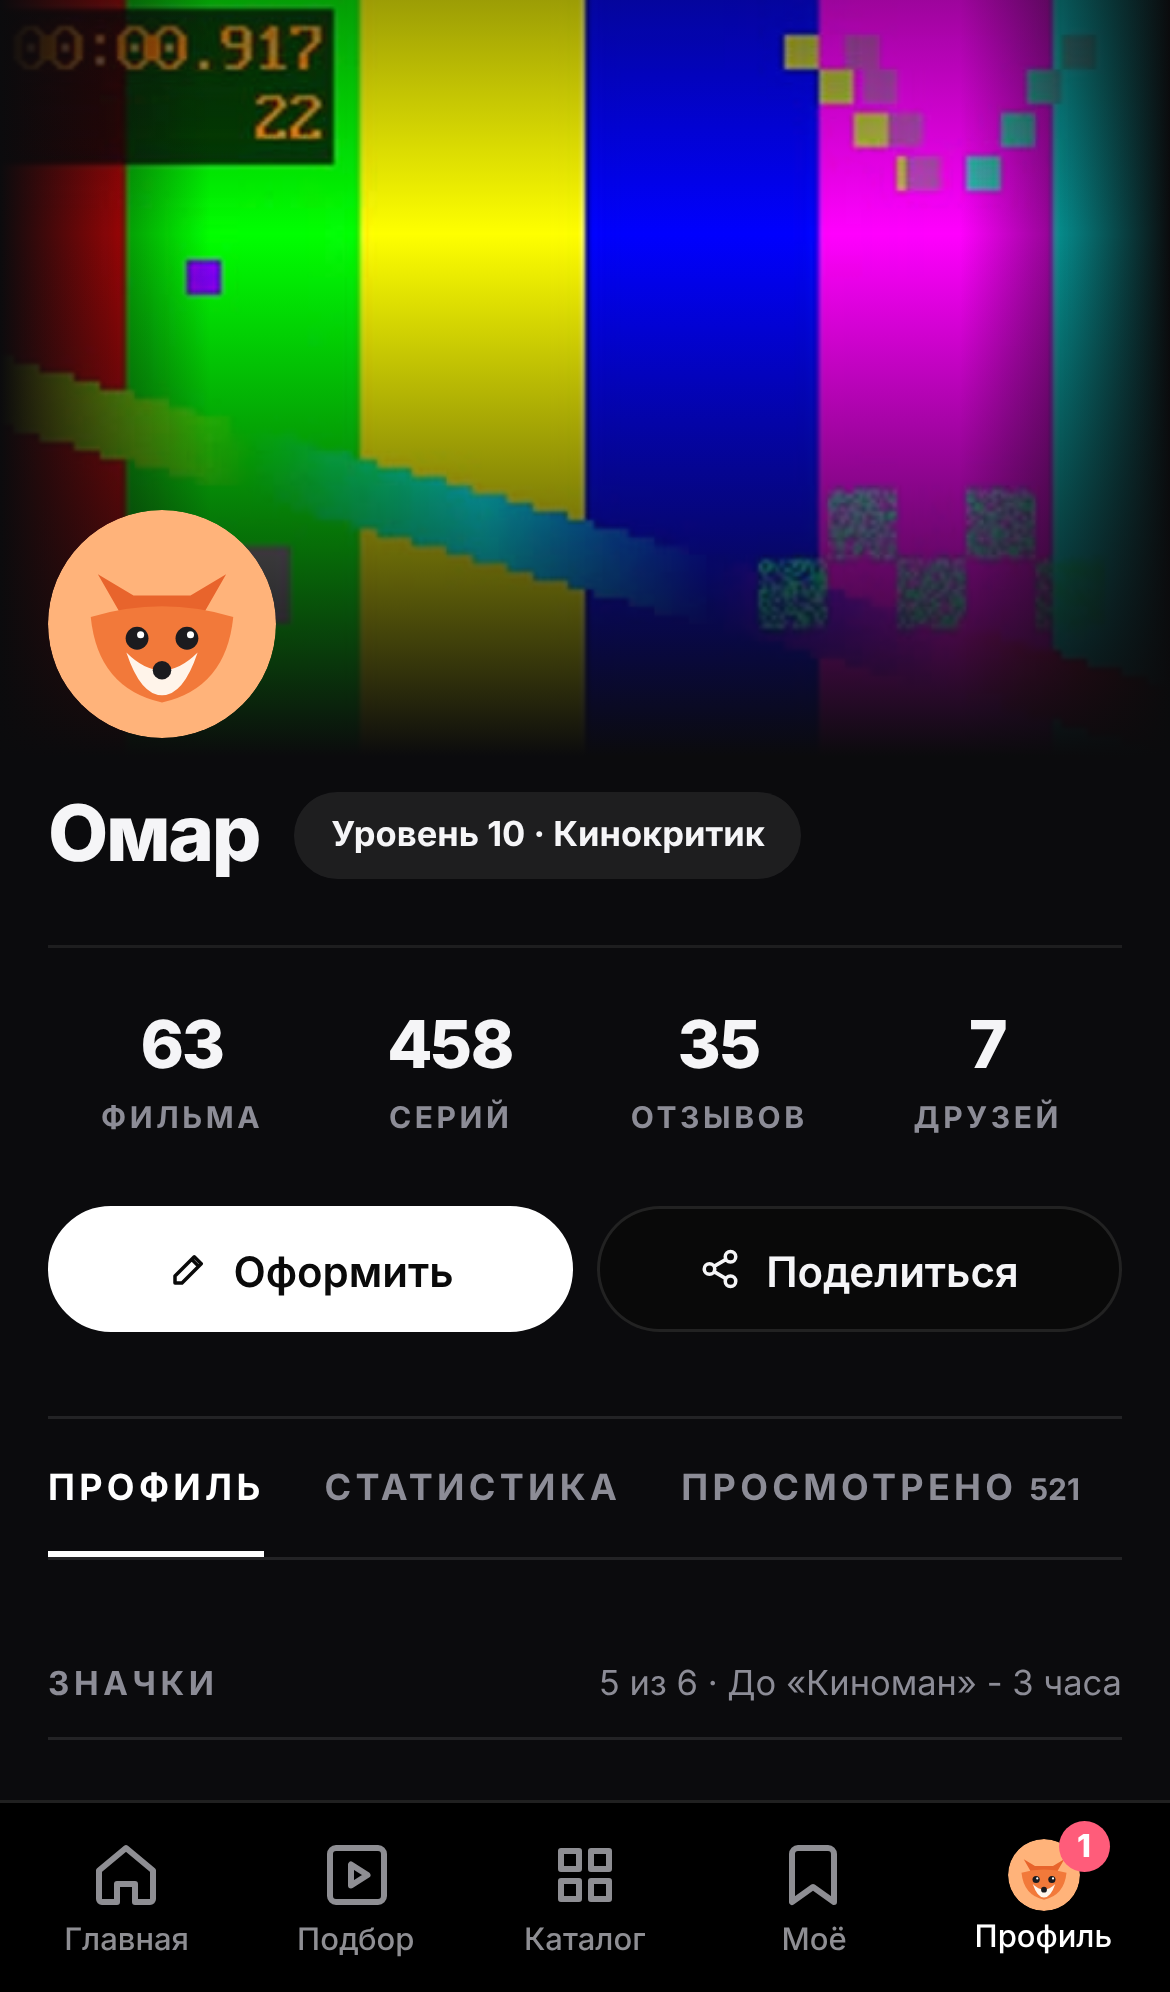 00:00.917
22
Омар
Уровень 10 · Кинокритик
63
458
35
7
ФИЛЬМА
СЕРИЙ
ОТЗЫВОВ
ДРУЗЕЙ
Оформить
Поделиться
ПРОФИЛЬ
СТАТИСТИКА
ПРОСМОТРЕНО 521
ЗНАЧКИ
5 из 6 · До «Киноман» - 3 часа
1
Главная
Подбор
Каталог
Моё
Профиль